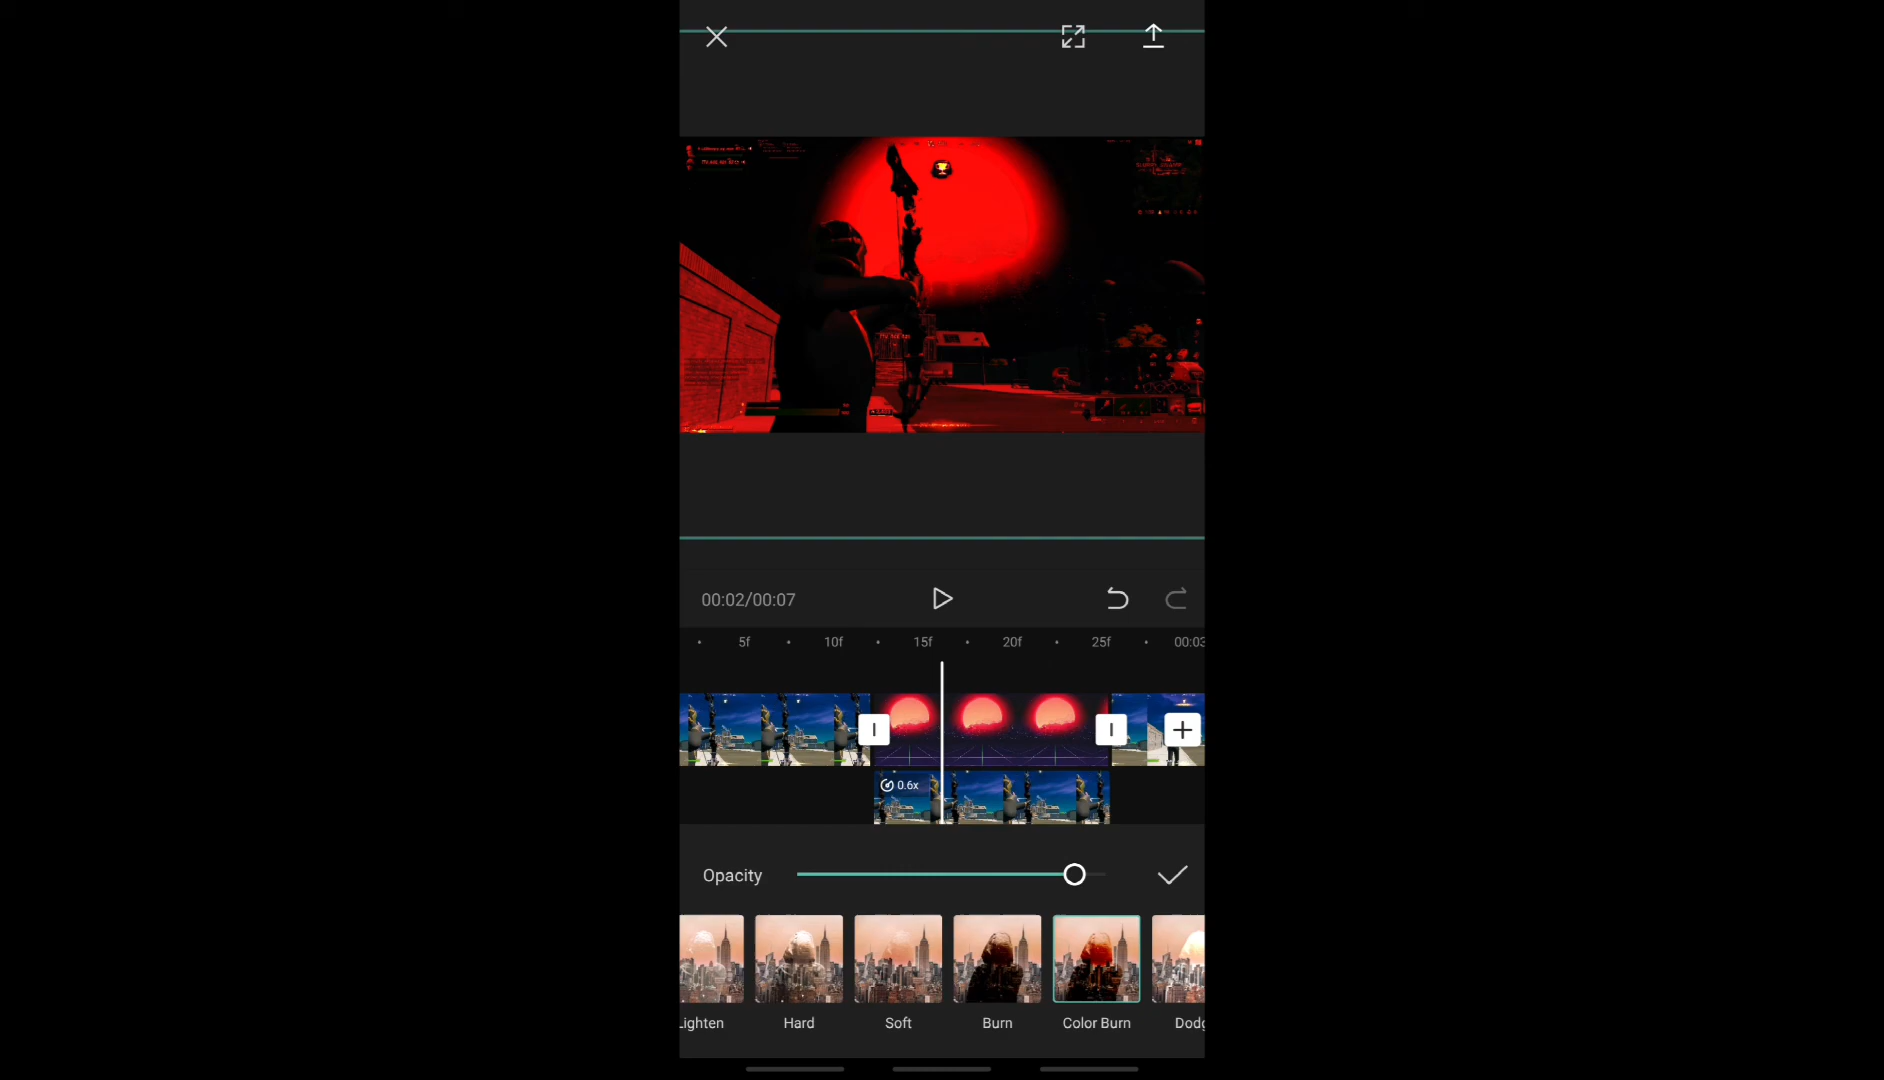 00:02/00:07
5f 10f 15f 20f 25f 00:03
0.6x
Opacity
Lighten Hard Soft Burn Color Burn Dodg